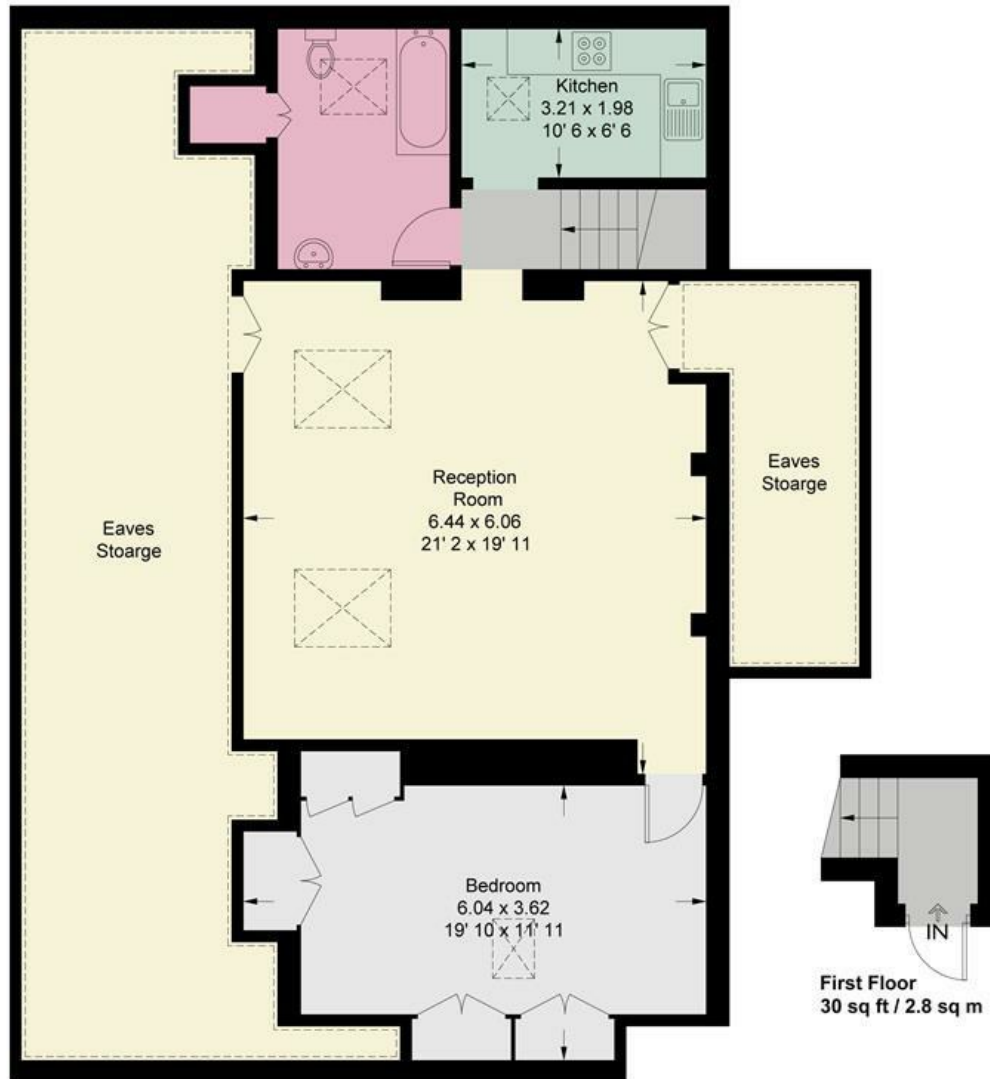 Kitchen
3.21 x 1.98
10' 6 x 6' 6
Reception
Room
6.44 x 6.06
21' 2 x 19' 11
Eaves
Stoarge
Eaves
Stoarge
Bedroom
6.04 x 3.62
19' 10 x 11' 11
IN
First Floor
30 sq ft / 2.8 sq m